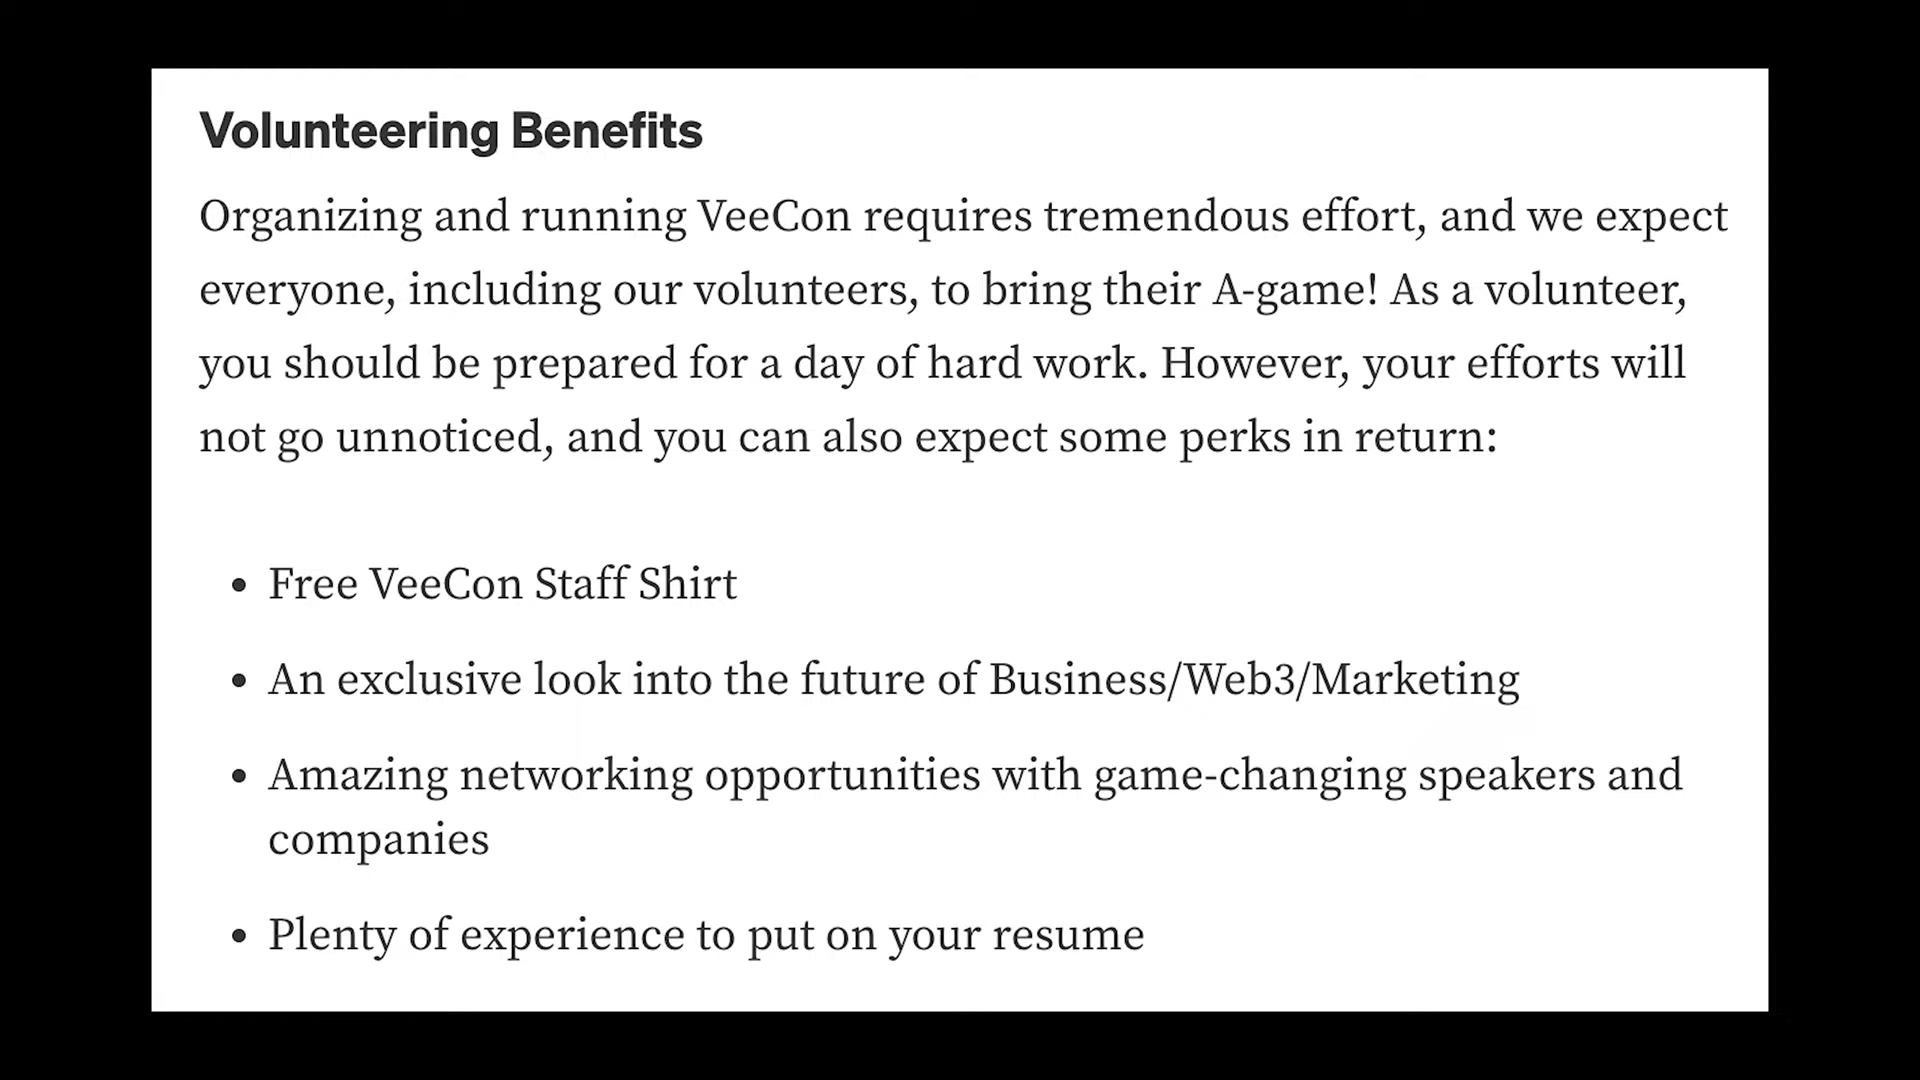 Volunteering Benefits
Organizing and running VeeCon requires tremendous effort, and we expect
everyone, including our volunteers, to bring their A-game! As a volunteer,
you should be prepared for a day of hard work. However, your efforts will
not go unnoticed, and you can also expect some perks in return:
• Free VeeCon Staff Shirt
• An exclusive look into the future of Business/Web3/Marketing
• Amazing networking opportunities with game-changing speakers and
companies
• Plenty of experience to put on your resume